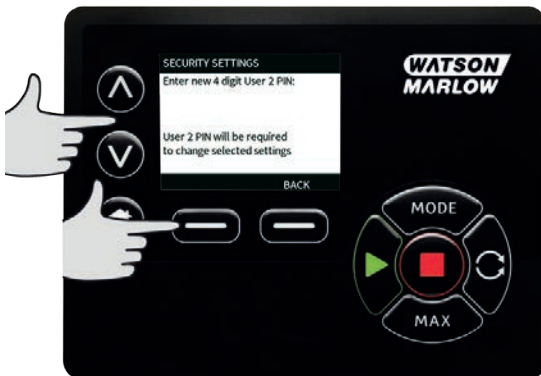 SECURITY SETTINGS
Enter new 4 digit User 2 PIN:
User 2 PIN will be required
to change selected settings
BACK
WATSON
MARLOW
MODE
MAX